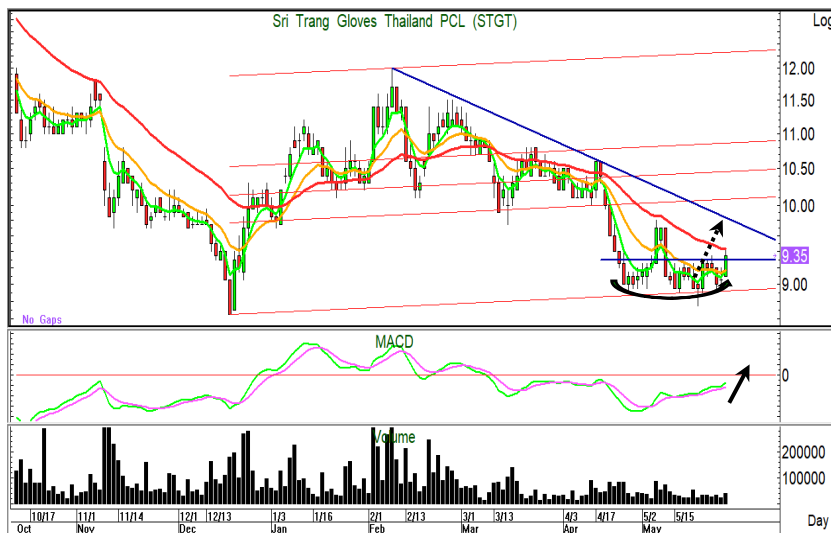 Sri Trang Gloves Thailand PCL (STGT)
Log
12.00
11.50
11.00
10.50
10.00
9.35
9.00
No Gaps
MACD
0
Volume
200000
100000
10/17 11/1 11/14 12/1 12/13 1/3 1/16 2/1 2/13 3/1 3/13 4/3 4/17 5/2 5/15
Oct Nov Dec Jan Feb Mar Apr May Day